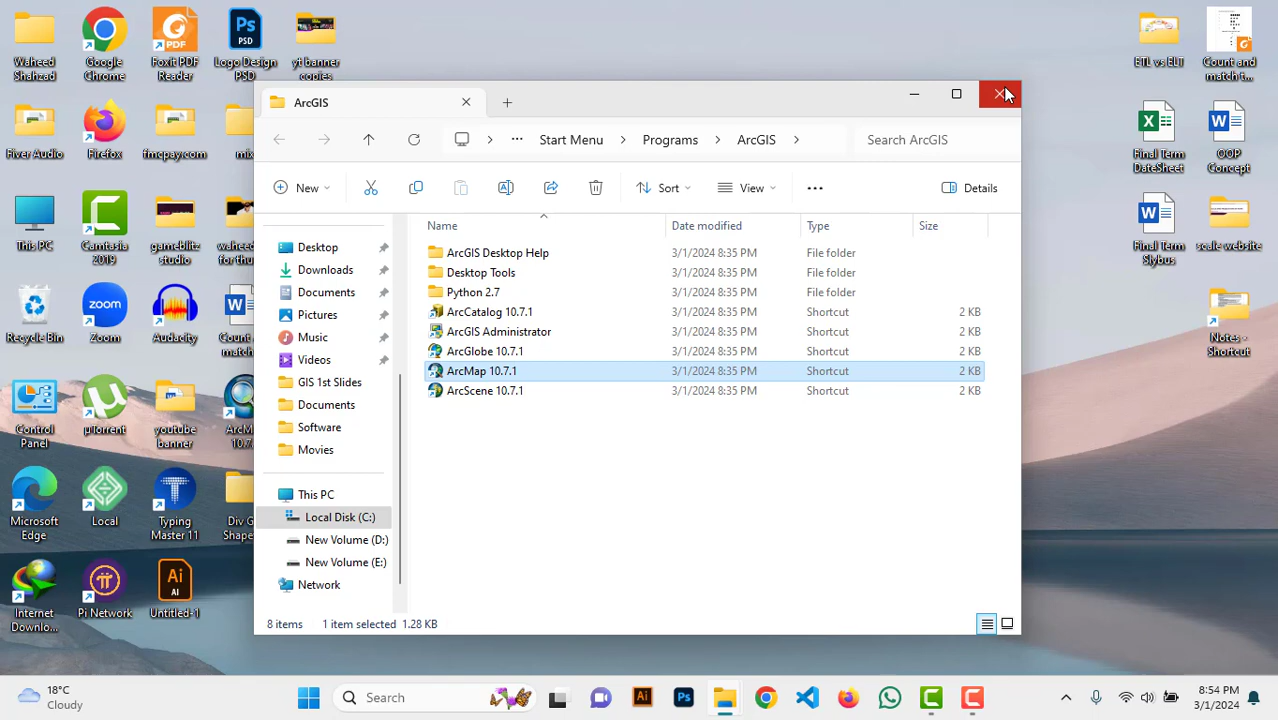 Waheed
Shahzad
Google
Chrome
Foxit PDF
Reader
Logo Design
PSD
yt banner
copies
ETL vs ELT
Count and
match t...
Fiver Audio
Firefox
fmcpay.com
mix
Final Term
DateSheet
OOP
Concept
This PC
Camtasia
2019
gameblitz
studio
waheed
Final Term
Slybus
scale website
Recycle Bin
Zoom
Audacity
Count
match
Notes -
Shortcut
Control
Panel
µTorrent
youtube
banner
ArcM
10.7
Microsoft
Edge
Local
Typing
Master 11
Div G
Shape
Internet
Downlo...
Pi Network
Untitled-1
ArcGIS
Start Menu
Programs
ArcGIS
Search ArcGIS
New
Sort
View
Details
Name
Date modified
Type
Size
Desktop
Downloads
Documents
Pictures
Music
Videos
GIS 1st Slides
Documents
Software
Movies
This PC
Local Disk (C:)
New Volume (D:)
New Volume (E:)
Network
ArcGIS Desktop Help 3/1/2024 8:35 PM File folder
Desktop Tools 3/1/2024 8:35 PM File folder
Python 2.7 3/1/2024 8:35 PM File folder
ArcCatalog 10.7.1 3/1/2024 8:35 PM Shortcut 2 KB
ArcGIS Administrator 3/1/2024 8:35 PM Shortcut 2 KB
ArcGlobe 10.7.1 3/1/2024 8:35 PM Shortcut 2 KB
ArcMap 10.7.1 3/1/2024 8:35 PM Shortcut 2 KB
ArcScene 10.7.1 3/1/2024 8:35 PM Shortcut 2 KB
8 items 1 item selected 1.28 KB
18°C
Cloudy
Search
8:54 PM
3/1/2024